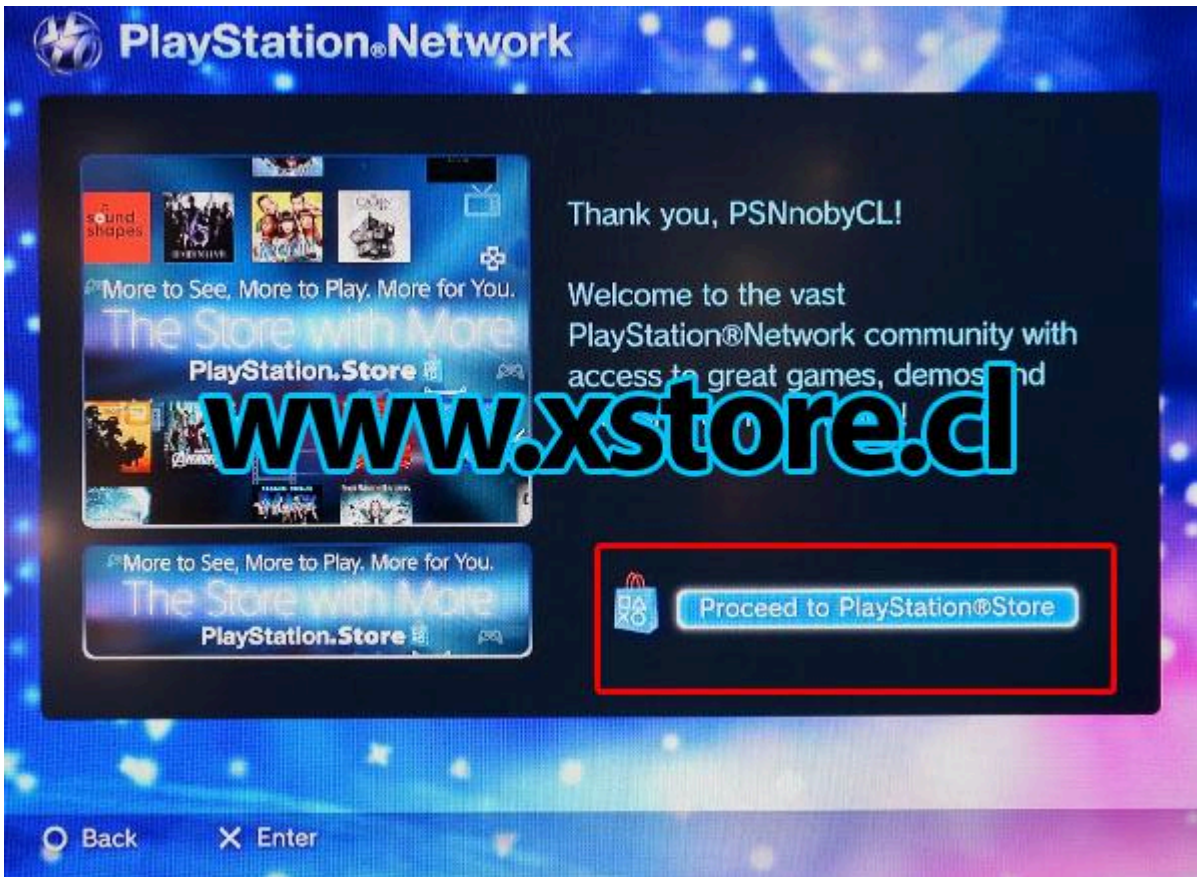 PlayStation®Network
sound
shapes
More to See, More to Play. More for You.
The Store with More
PlayStation.Store
AVENGERS
More to See, More to Play. More for You.
The Store with More
PlayStation.Store
Thank you, PSNnobyCL!
Welcome to the vast
PlayStation®Network community with
access to great games, demos and
www.xstore.cl
Proceed to PlayStation®Store
Back
Enter